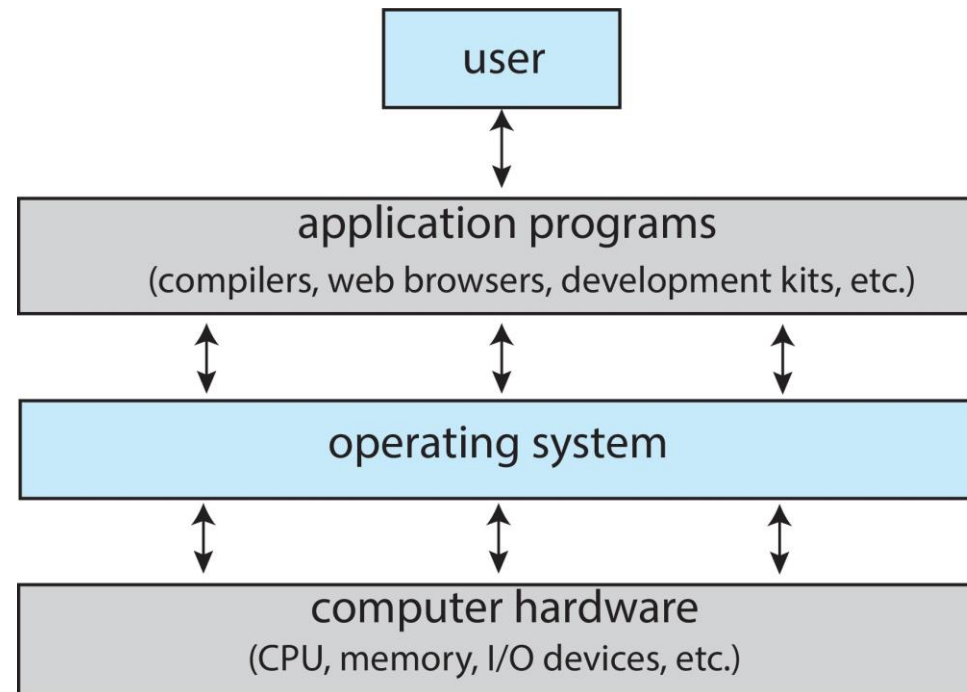 user
application programs
(compilers, web browsers, development kits, etc.)
operating system
computer hardware
(CPU, memory, I/O devices, etc.)